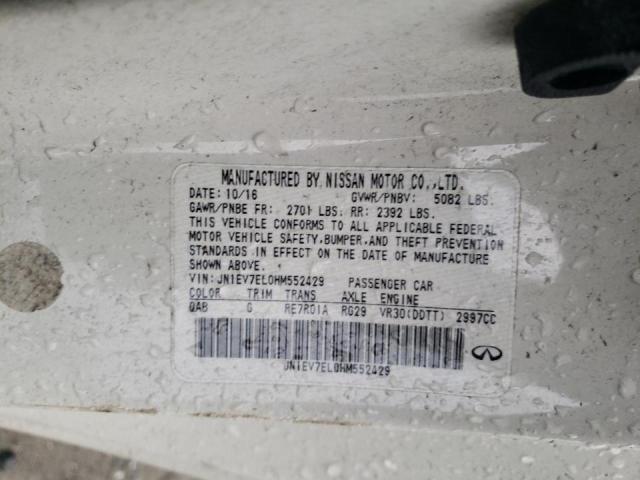 MANUFACTURED BY NISSAN MOTOR CO.,LTD.
DATE: 10/16 GVWR/PNBV: 5082 LBS.
GAWR/PNBE FR: 2701 LBS. RR: 2392 LBS.
THIS VEHICLE CONFORMS TO ALL APPLICABLE FEDERAL
MOTOR VEHICLE SAFETY,BUMPER,AND THEFT PREVENTION
STANDARDS IN EFFECT ON THE DATE OF MANUFACTURE
SHOWN ABOVE.
VIN:JN1EV7EL0HM552429 PASSENGER CAR
COLOR TRIM TRANS AXLE ENGINE
QAB G RE7R01A RG29 VR30(DDTT) 2997CC
JN1EV7EL0HM552429